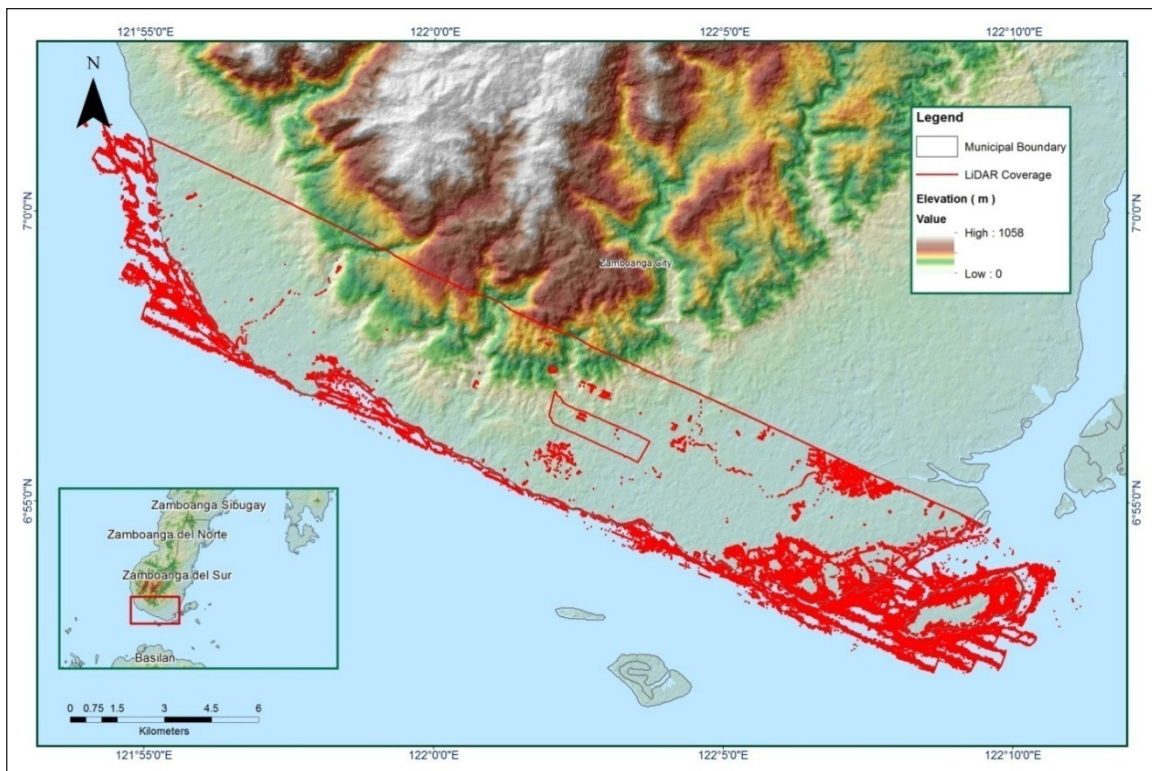 121°55'0"E 122°0'0"E 122°5'0"E 122°10'0"E
N
Legend
Municipal Boundary
LiDAR Coverage
Elevation ( m )
Value
High : 1058
Low : 0
7°0'0"N
7°0'0"N
Zamboanga City
6°55'0"N
6°55'0"N
Zamboanga Sibugay
Zamboanga del Norte
Zamboanga del Sur
Basilan
0 0.75 1.5 3 4.5 6
Kilometers
121°55'0"E 122°0'0"E 122°5'0"E 122°10'0"E